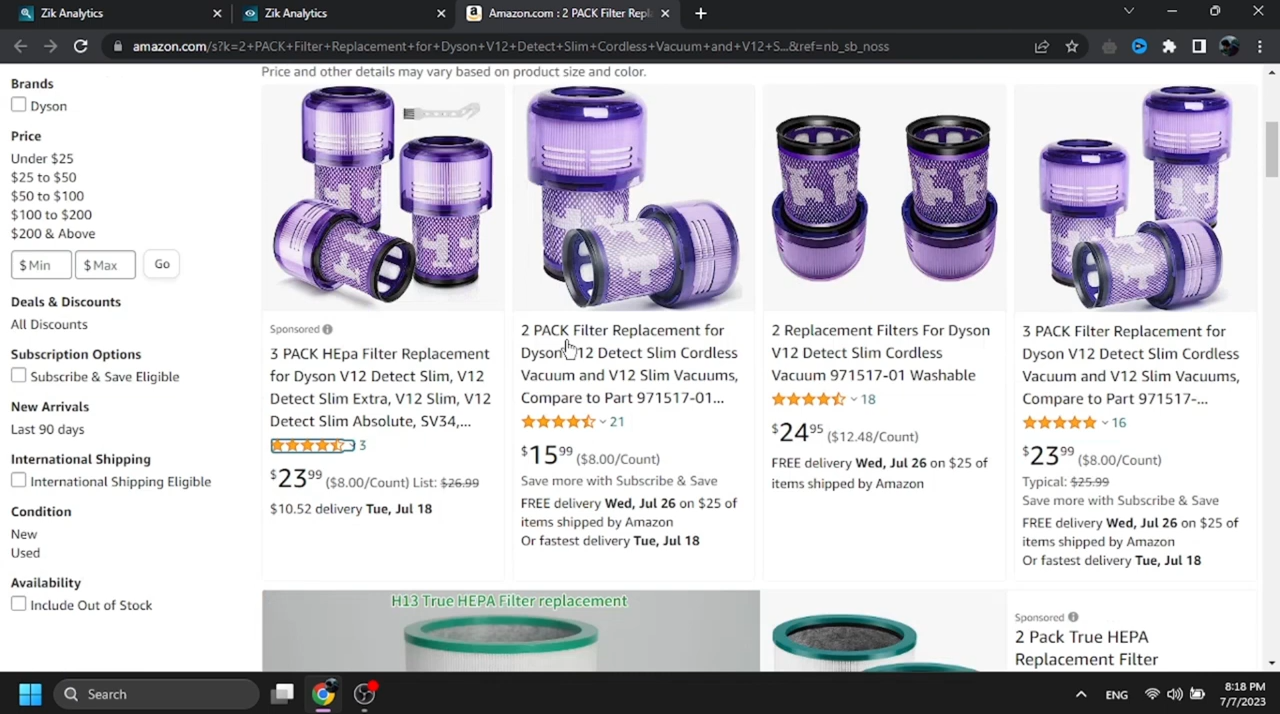 Zik Analytics
Zik Analytics
Amazon.com : 2 PACK Filter Repl
amazon.com/s?k=2+PACK+Filter+Replacement+for+Dyson+V12+Detect+Slim+Cordless+Vacuum+and+V12+S...&ref=nb_sb_noss
Price and other details may vary based on product size and color.
Brands
Dyson
Price
Under $25
$25 to $50
$50 to $100
$100 to $200
$200 & Above
$ Min
$ Max
Go
Deals & Discounts
All Discounts
Subscription Options
Subscribe & Save Eligible
New Arrivals
Last 90 days
International Shipping
International Shipping Eligible
Condition
New
Used
Availability
Include Out of Stock
Sponsored
3 PACK HEpa Filter Replacement
for Dyson V12 Detect Slim, V12
Detect Slim Extra, V12 Slim, V12
Detect Slim Absolute, SV34,...
3
$23.99 ($8.00/Count) List: $26.99
$10.52 delivery Tue, Jul 18
2 PACK Filter Replacement for
Dyson V12 Detect Slim Cordless
Vacuum and V12 Slim Vacuums,
Compare to Part 971517-01...
21
$15.99 ($8.00/Count)
Save more with Subscribe & Save
FREE delivery Wed, Jul 26 on $25 of
items shipped by Amazon
Or fastest delivery Tue, Jul 18
2 Replacement Filters For Dyson
V12 Detect Slim Cordless
Vacuum 971517-01 Washable
18
$24.95 ($12.48/Count)
FREE delivery Wed, Jul 26 on $25 of
items shipped by Amazon
3 PACK Filter Replacement for
Dyson V12 Detect Slim Cordless
Vacuum and V12 Slim Vacuums,
Compare to Part 971517-...
16
$23.99 ($8.00/Count)
Typical: $25.99
Save more with Subscribe & Save
FREE delivery Wed, Jul 26 on $25 of
items shipped by Amazon
Or fastest delivery Tue, Jul 18
H13 True HEPA Filter replacement
Sponsored
2 Pack True HEPA
Replacement Filter
Search
ENG
8:18 PM
7/7/2023